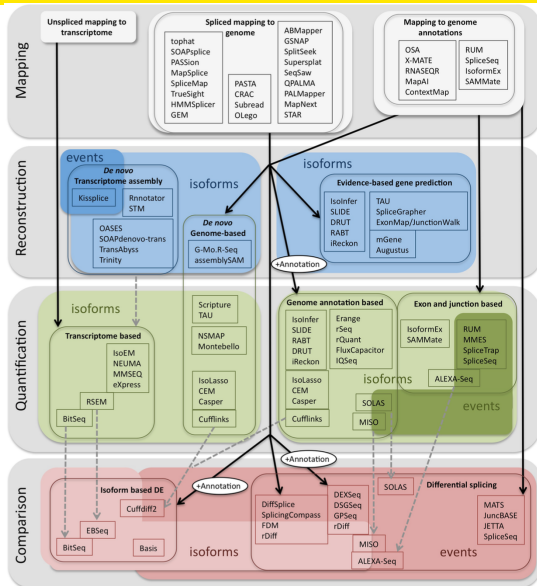 Mapping
Unspliced mapping to
transcriptome
Spliced mapping to
genome
tophat
SOAPsplice
PASSion
MapSplice
SpliceMap
TrueSight
HMMSplicer
GEM
PASTA
CRAC
Subread
OLego
ABMapper
GSNAP
SplitSeek
Supersplat
SeqSaw
QPALMA
PALMapper
MapNext
STAR
Mapping to genome
annotations
OSA
X-MATE
RNASEQR
MapAI
ContextMap
RUM
SpliceSeq
IsoformEx
SAMMate
Reconstruction
events
De novo
Transcriptome assembly
Kissplice
Rnnotator
STM
OASES
SOAPdenovo-trans
TransAbyss
Trinity
isoforms
De novo
Genome-based
G-Mo.R-Seq
assemblySAM
isoforms
Evidence-based gene prediction
IsoInfer
SLIDE
DRUT
RABT
iReckon
TAU
SpliceGrapher
ExonMap/JunctionWalk
mGene
Augustus
+Annotation
Quantification
isoforms
Transcriptome based
IsoEM
NEUMA
MMSEQ
eXpress
RSEM
BitSeq
Scripture
TAU
NSMAP
Montebello
IsoLasso
CEM
Casper
Cufflinks
Genome annotation based
IsoInfer
SLIDE
RABT
DRUT
iReckon
Erange
rSeq
rQuant
FluxCapacitor
IQSeq
IsoLasso
CEM
Casper
Cufflinks
SOLAS
MISO
Exon and junction based
IsoformEx
SAMMate
RUM
MMES
SpliceTrap
SpliceSeq
ALEXA-Seq
isoforms
events
+Annotation
+Annotation
Comparison
Isoform based DE
Cuffdiff2
EBSeq
BitSeq
Basis
isoforms
Differential splicing
DiffSplice
SplicingCompass
FDM
rDiff
DEXSeq
DSGSeq
GPSeq
rDiff
SOLAS
MISO
ALEXA-Seq
MATS
JuncBASE
JETTA
SpliceSeq
events